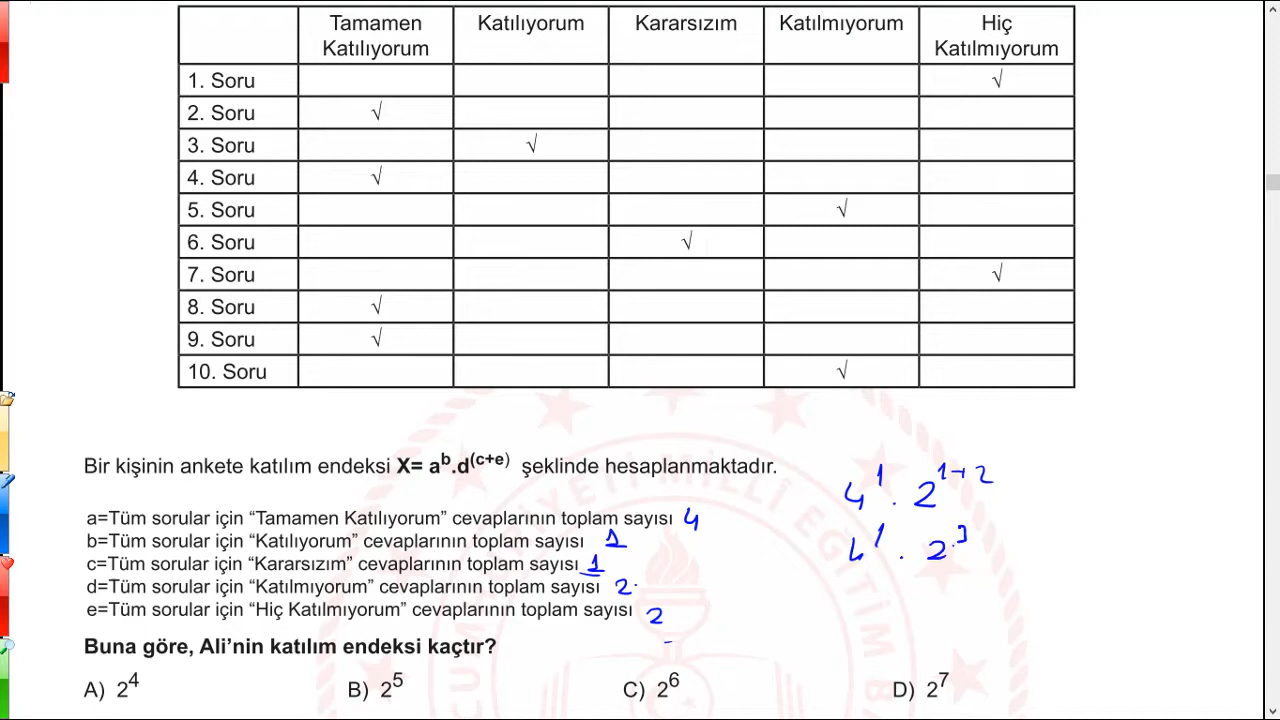 Tamamen Katılıyorum Katılıyorum Kararsızım Katılmıyorum Hiç Katılmıyorum
1. Soru √
2. Soru √
3. Soru √
4. Soru √
5. Soru √
6. Soru √
7. Soru √
8. Soru √
9. Soru √
10. Soru √
Bir kişinin ankete katılım endeksi X= a^b.d^(c+e) şeklinde hesaplanmaktadır.
4^1 . 2^1+2
a=Tüm sorular için “Tamamen Katılıyorum” cevaplarının toplam sayısı 4
b=Tüm sorular için “Katılıyorum” cevaplarının toplam sayısı 1
4^1 . 2^3
c=Tüm sorular için “Kararsızım” cevaplarının toplam sayısı 1
d=Tüm sorular için “Katılmıyorum” cevaplarının toplam sayısı 2
e=Tüm sorular için “Hiç Katılmıyorum” cevaplarının toplam sayısı 2
Buna göre, Ali’nin katılım endeksi kaçtır?
A) 2^4 B) 2^5 C) 2^6 D) 2^7